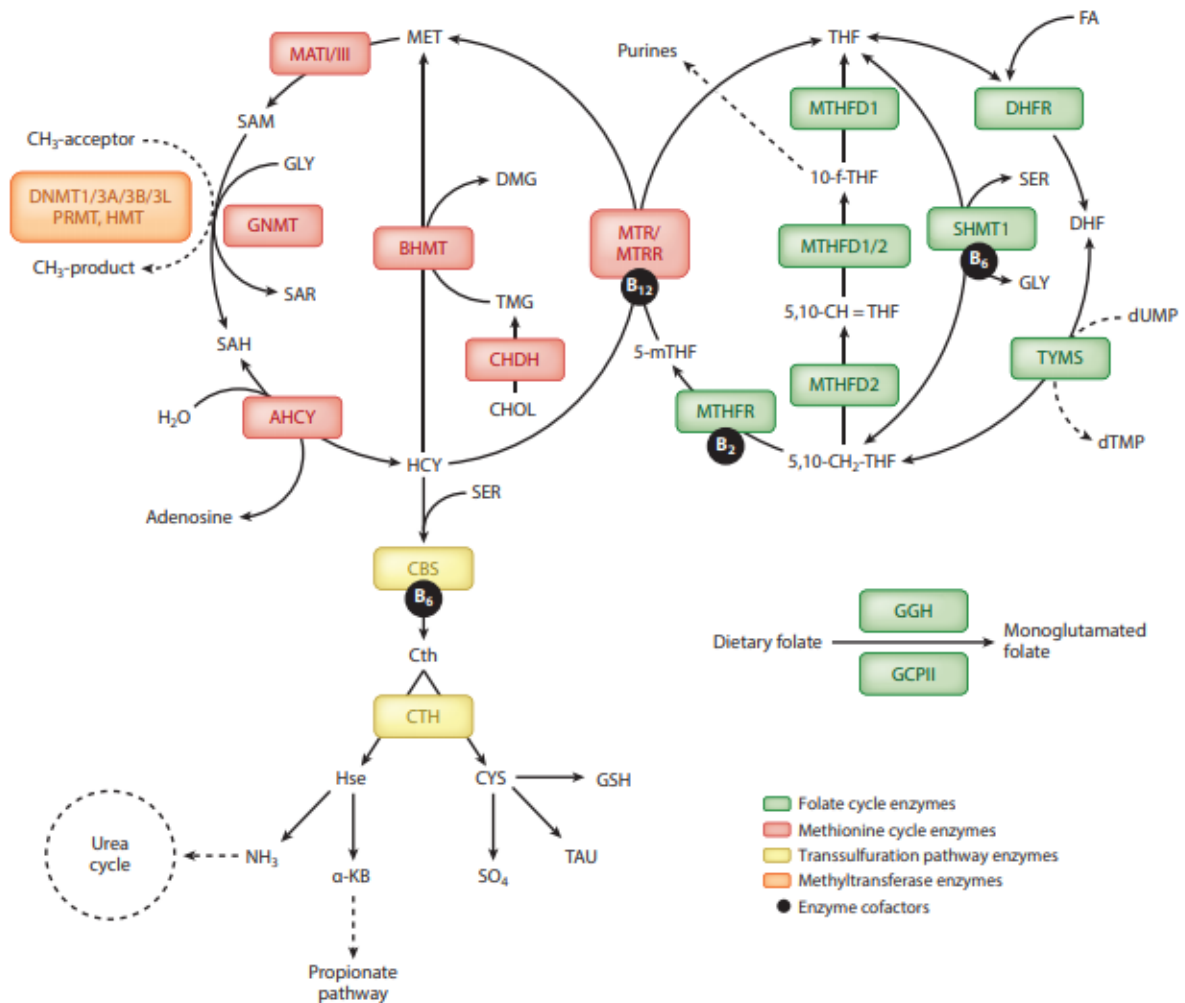 MET
MATI/III
SAM
CH₃-acceptor
GLY
DNMT1/3A/3B/3L
PRMT, HMT
GNMT
CH₃-product
SAR
SAH
H₂O
AHCY
Adenosine
HCY
BHMT
DMG
TMG
CHDH
CHOL
MTR/
MTRR
B₁₂
5-mTHF
MTHFR
B₂
THF
FA
Purines
MTHFD1
DHFR
10-f-THF
SER
MTHFD1/2
SHMT1
B₆
GLY
DHF
5,10-CH = THF
dUMP
TYMS
MTHFD2
dTMP
5,10-CH₂-THF
SER
CBS
B₆
Cth
CTH
Hse
CYS
GSH
Urea
cycle
NH₃
α-KB
SO₄
TAU
Propionate
pathway
GGH
Dietary folate
Monoglutamated
folate
GCPII
Folate cycle enzymes
Methionine cycle enzymes
Transsulfuration pathway enzymes
Methyltransferase enzymes
Enzyme cofactors